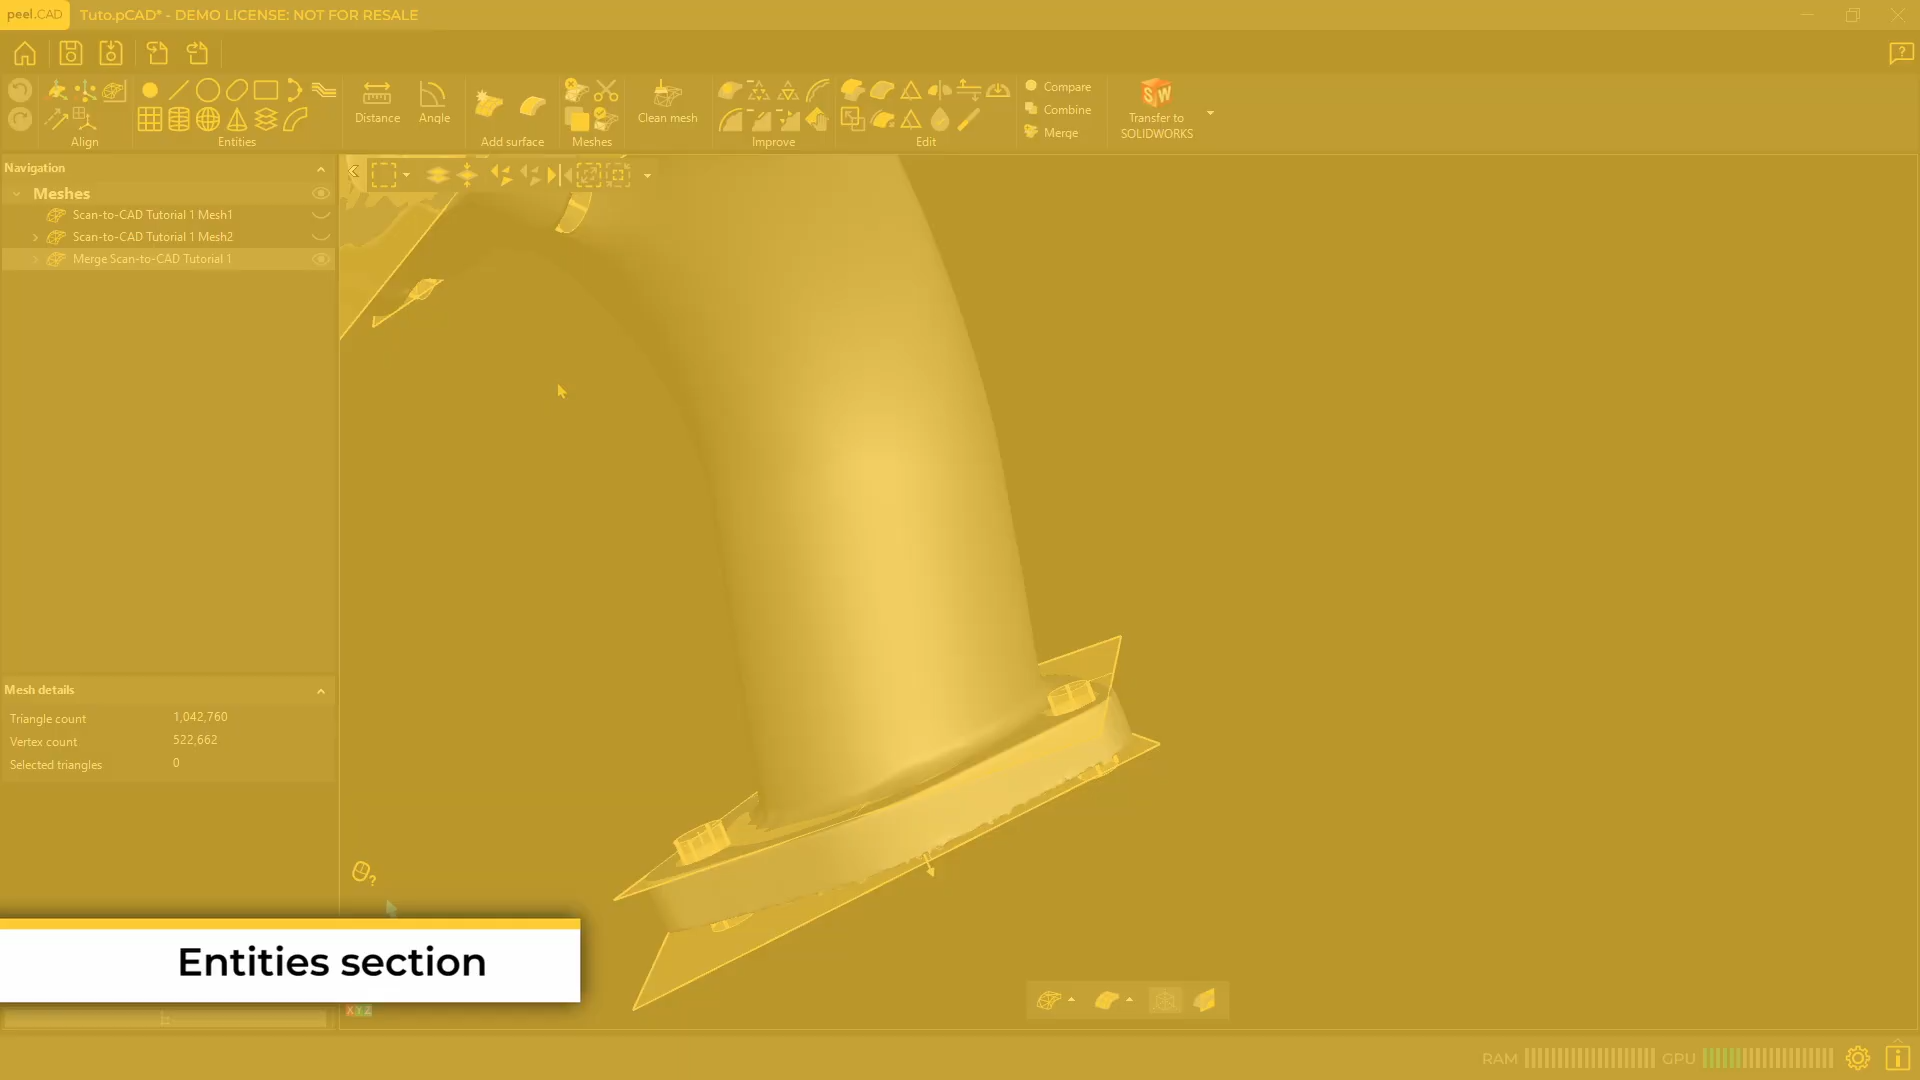 peel.CAD
Tuto.pCAD* - DEMO LICENSE: NOT FOR RESALE
Align
Entities
Distance
Angle
Add surface
Meshes
Clean mesh
Improve
Edit
Compare
Combine
Merge
Transfer to
SOLIDWORKS
Navigation
Meshes
Scan-to-CAD Tutorial 1 Mesh1
Scan-to-CAD Tutorial 1 Mesh2
Merge Scan-to-CAD Tutorial 1
Mesh details
Triangle count 1,042,760
Vertex count 522,662
Selected triangles 0
Entities section
XYZ
RAM
GPU